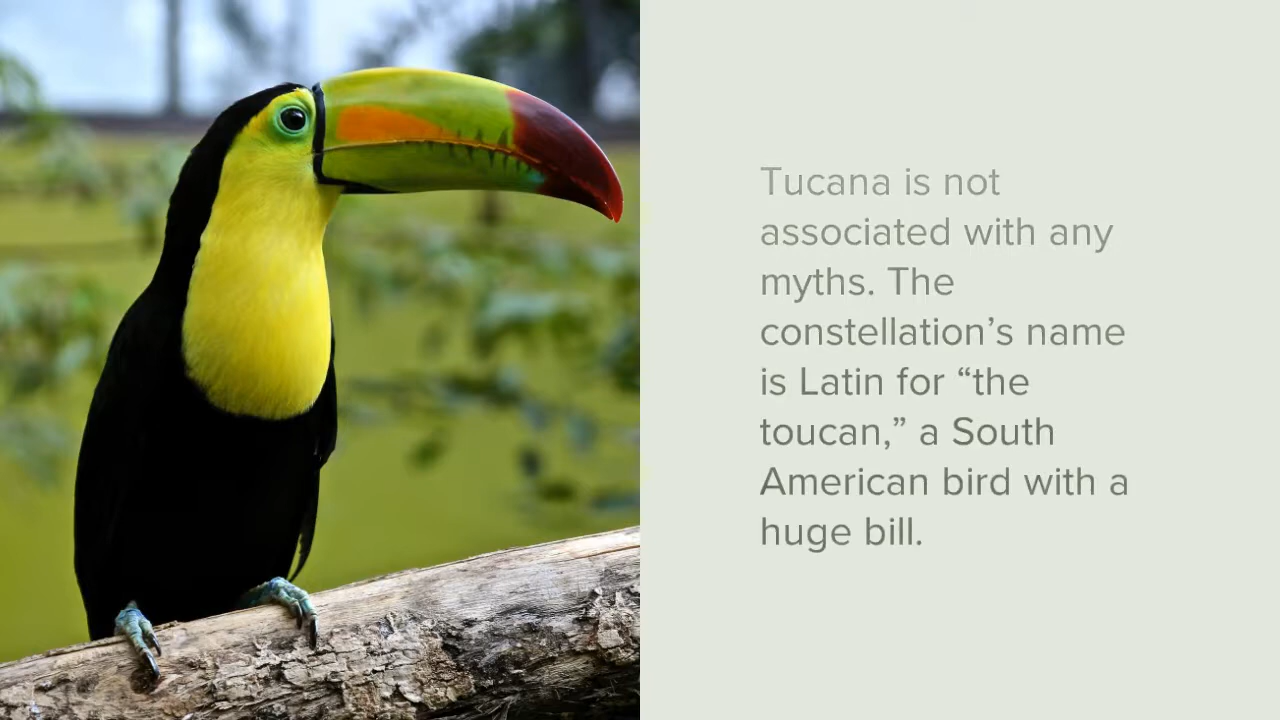 Tucana is not
associated with any
myths. The
constellation’s name
is Latin for “the
toucan,” a South
American bird with a
huge bill.